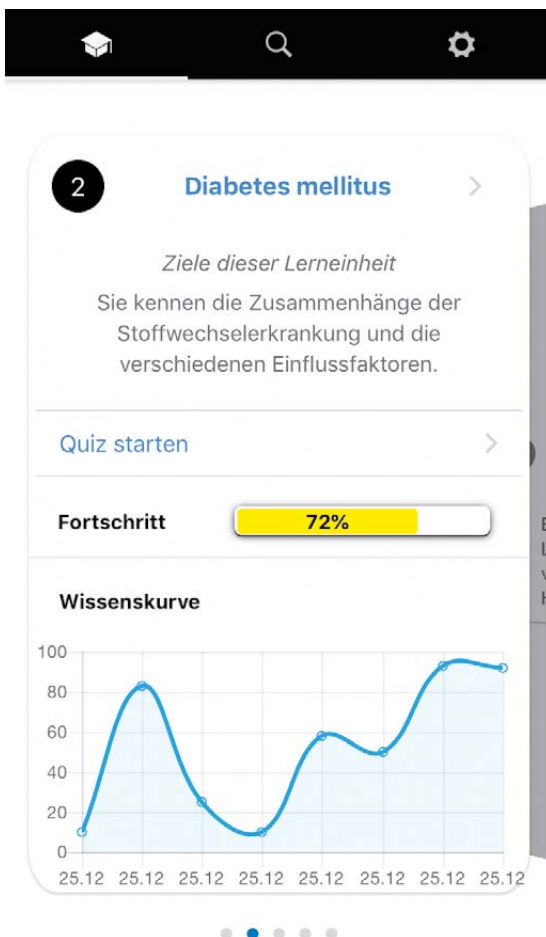 2
Diabetes mellitus
Ziele dieser Lerneinheit
Sie kennen die Zusammenhänge der
Stoffwechselerkrankung und die
verschiedenen Einflussfaktoren.
Quiz starten
Fortschritt
72%
Wissenskurve
100
80
60
40
20
0
25.12 25.12 25.12 25.12 25.12 25.12 25.12 25.12